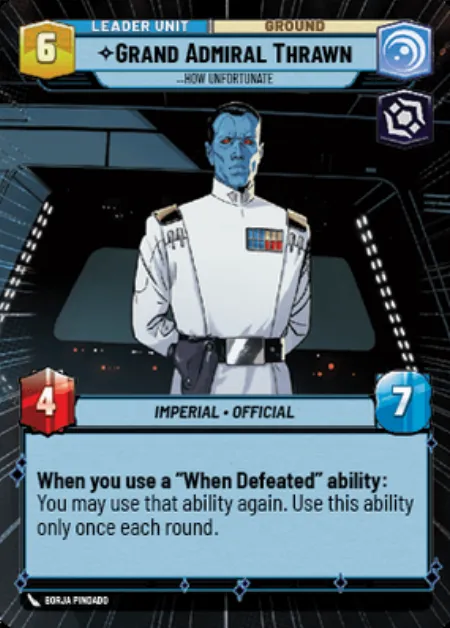 LEADER UNIT
GROUND
6
GRAND ADMIRAL THRAWN
...HOW UNFORTUNATE
4
IMPERIAL • OFFICIAL
7
When you use a "When Defeated" ability:
You may use that ability again. Use this ability
only once each round.
BORJA PINDADO